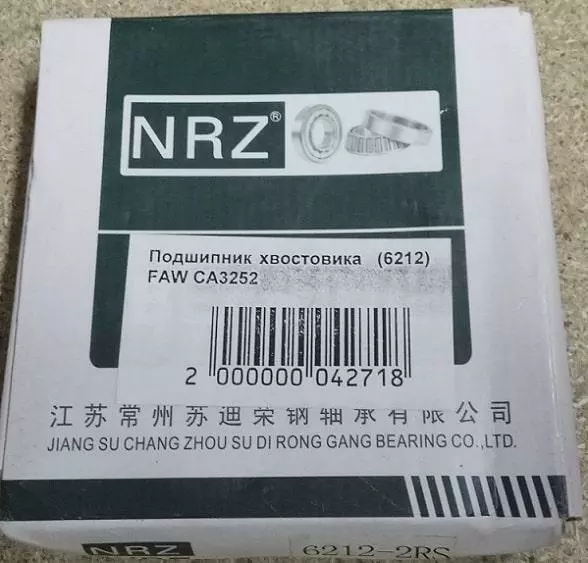 NRZ®
Подшипник хвостовика (6212)
FAW CA3252
2 000000 042718
江苏常州苏迪荣钢轴承有限公司
JIANG SU CHANG ZHOU SU DI RONG GANG BEARING CO.,LTD.
NRZ
6212-2RS